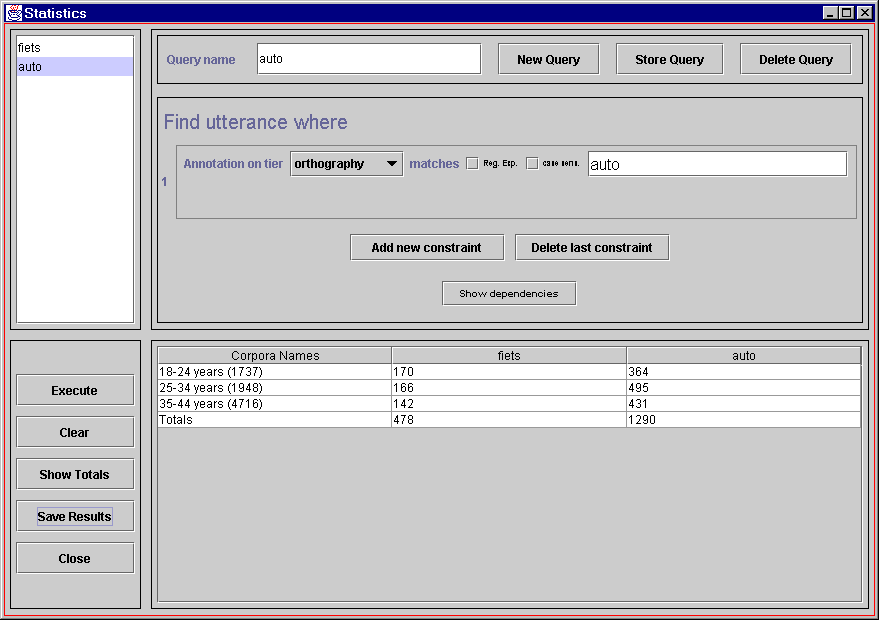 Statistics
fiets
auto
Query name auto New Query Store Query Delete Query
Find utterance where
1
Annotation on tier orthography matches Reg. Exp. case sens. auto
Add new constraint Delete last constraint
Show dependencies
Execute
Clear
Show Totals
Save Results
Close
Corpora Names fiets auto
18-24 years (1737) 170 364
25-34 years (1948) 166 495
35-44 years (4716) 142 431
Totals 478 1290